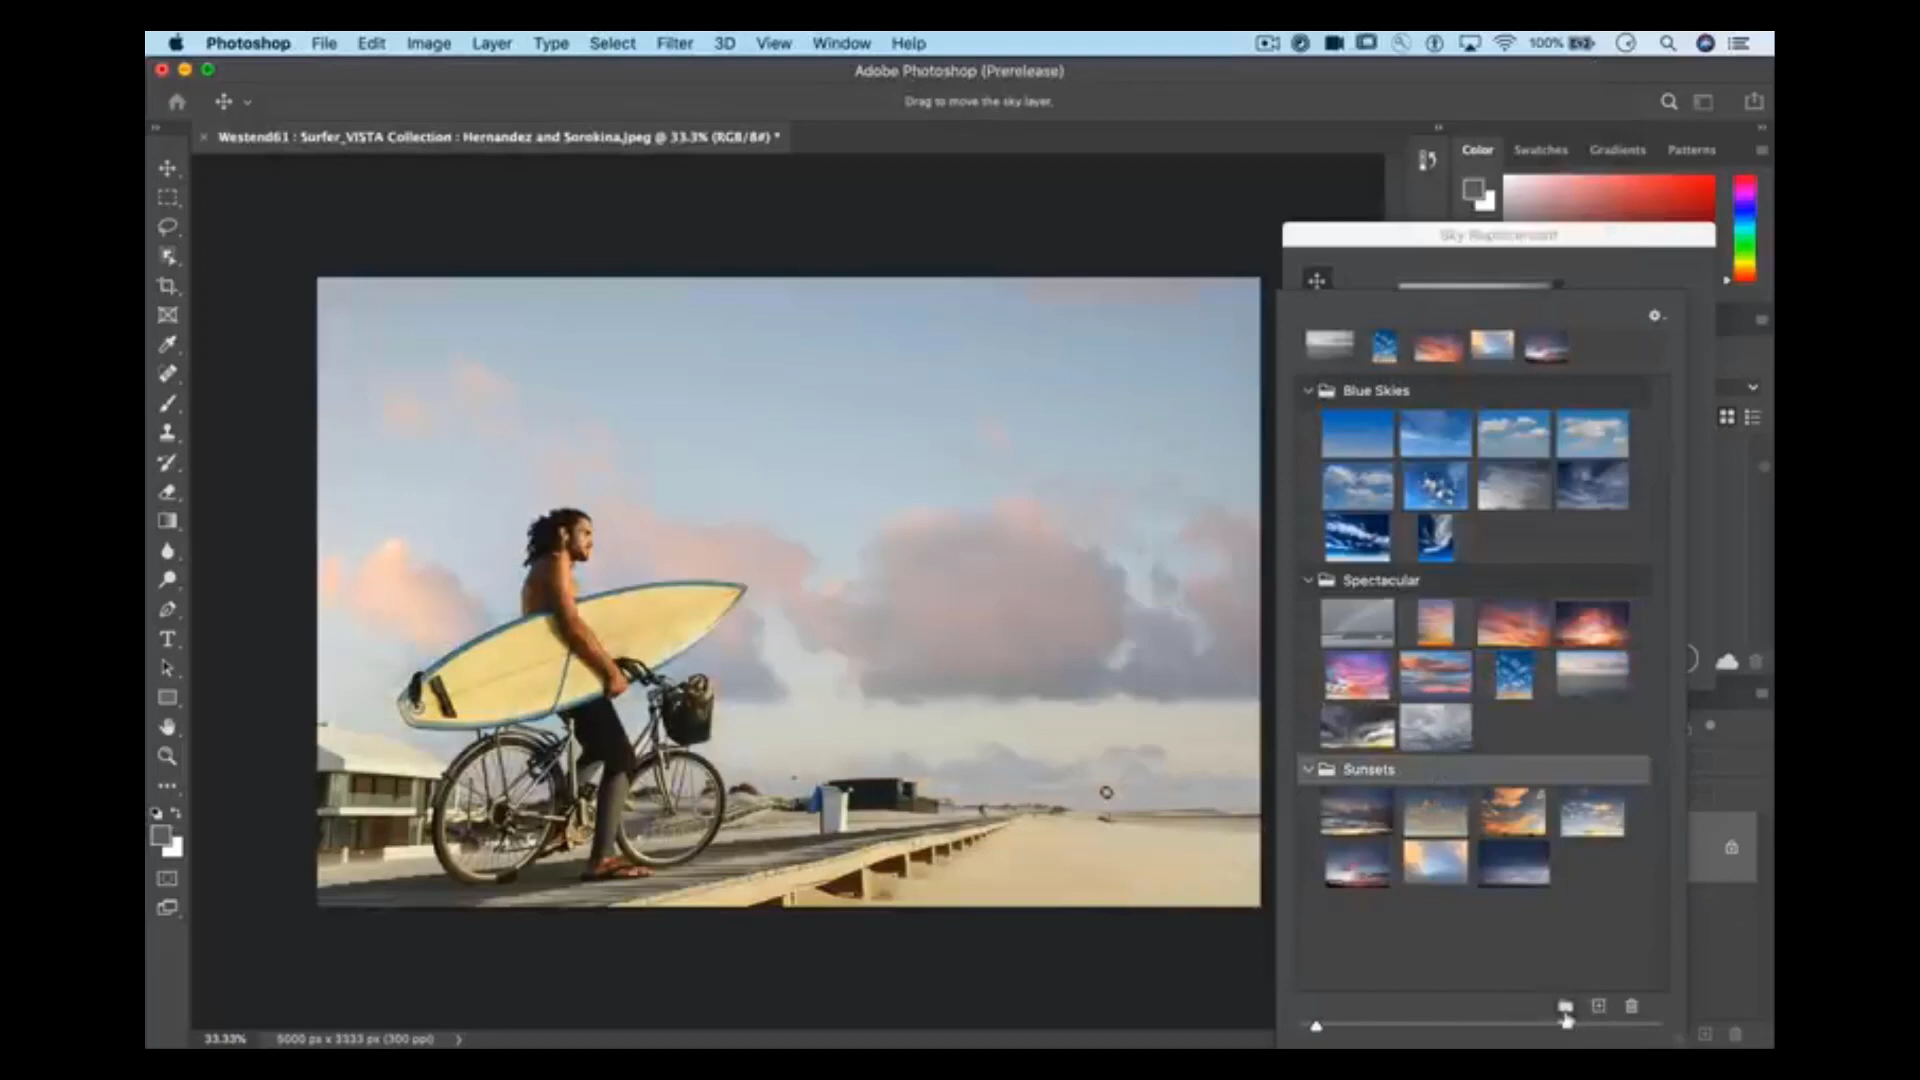 Photoshop File Edit Image Layer Type Select Filter 3D View Window Help 100%
Adobe Photoshop (Prerelease)
Drag to move the sky layer.
Westend61 : Surfer_VISTA Collection : Hernandez and Sorokina.jpeg @ 33.3% (RGB/8#) *
Color Swatches Gradients Patterns
Sky Replacement
Blue Skies
Spectacular
Sunsets
33.33% 5000 px x 3333 px (300 ppi)